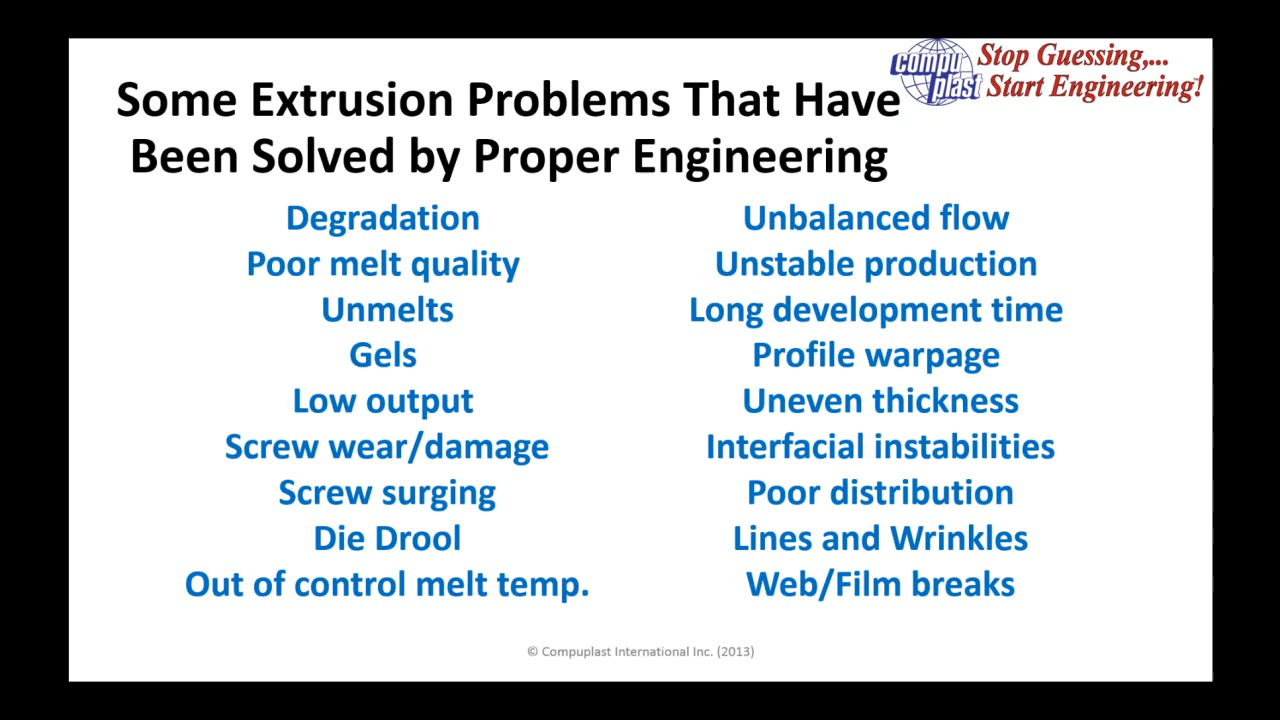 compu
plast
Stop Guessing,...
Start Engineering!
Some Extrusion Problems That Have
Been Solved by Proper Engineering
Degradation
Poor melt quality
Unmelts
Gels
Low output
Screw wear/damage
Screw surging
Die Drool
Out of control melt temp.
Unbalanced flow
Unstable production
Long development time
Profile warpage
Uneven thickness
Interfacial instabilities
Poor distribution
Lines and Wrinkles
Web/Film breaks
© Compuplast International Inc. (2013)